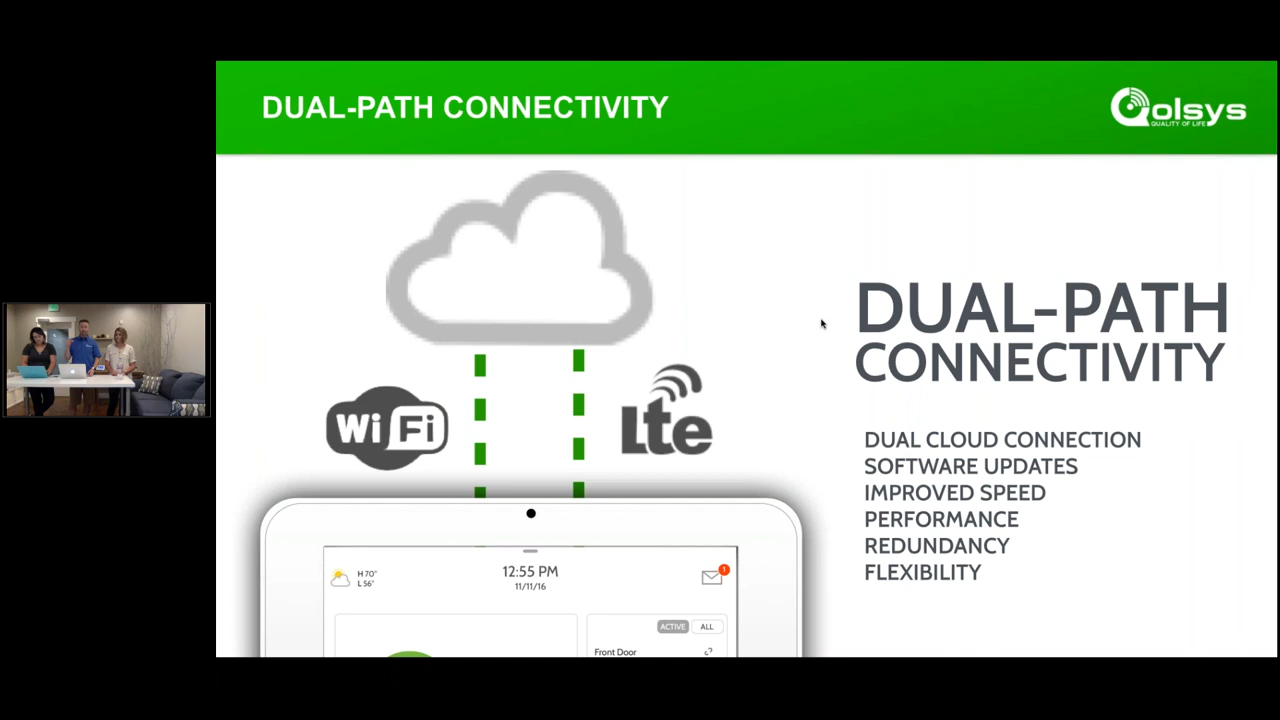 DUAL-PATH CONNECTIVITY
Qolsys
QUALITY OF LIFE
WiFi
Lte
DUAL-PATH
CONNECTIVITY
DUAL CLOUD CONNECTION
SOFTWARE UPDATES
IMPROVED SPEED
PERFORMANCE
REDUNDANCY
FLEXIBILITY
H 70°
L 56°
12:55 PM
11/11/16
1
ACTIVE
ALL
Front Door